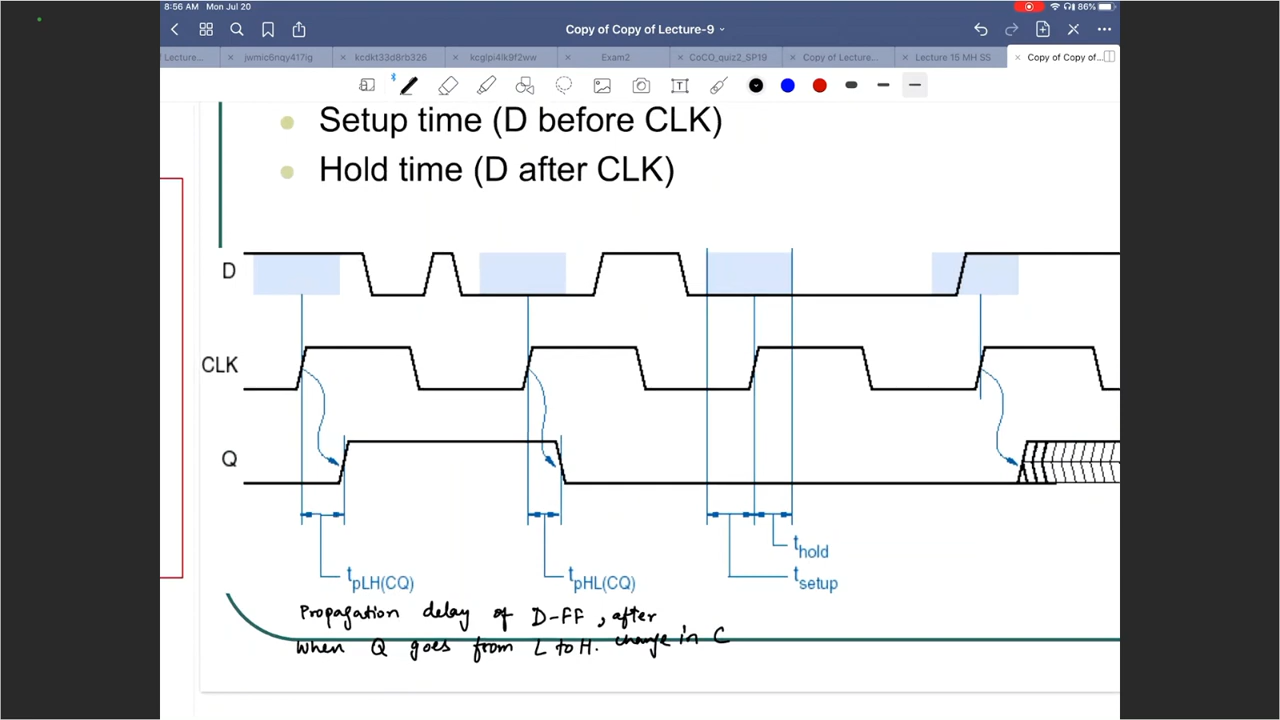 8:56 AM Mon Jul 20
86%
Copy of Copy of Lecture-9
Lecture...
jwmic6nqy417ig
kcdkt33d8rb326
kcglpi4lk9f2ww
Exam2
CoCQ_quiz2_SP19
Copy of Lecture...
Lecture 15 MH SS
Copy of Copy of...
T
Setup time (D before CLK)
Hold time (D after CLK)
D
CLK
Q
thold
tpLH(CQ)
tpHL(CQ)
tsetup
Propagation delay of D-FF, after
when Q goes from L to H. change in C